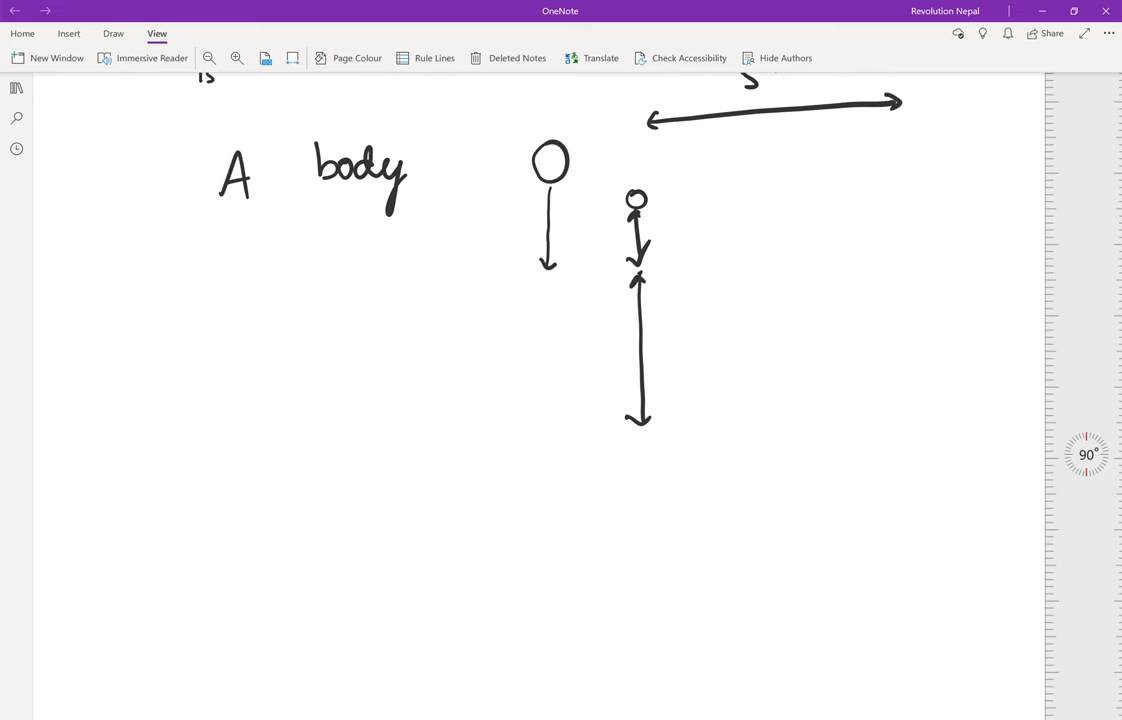 OneNote
Revolution Nepal
Home Insert Draw View
Share
New Window Immersive Reader Page Colour Rule Lines Deleted Notes Translate Check Accessibility Hide Authors
is
A body
90°